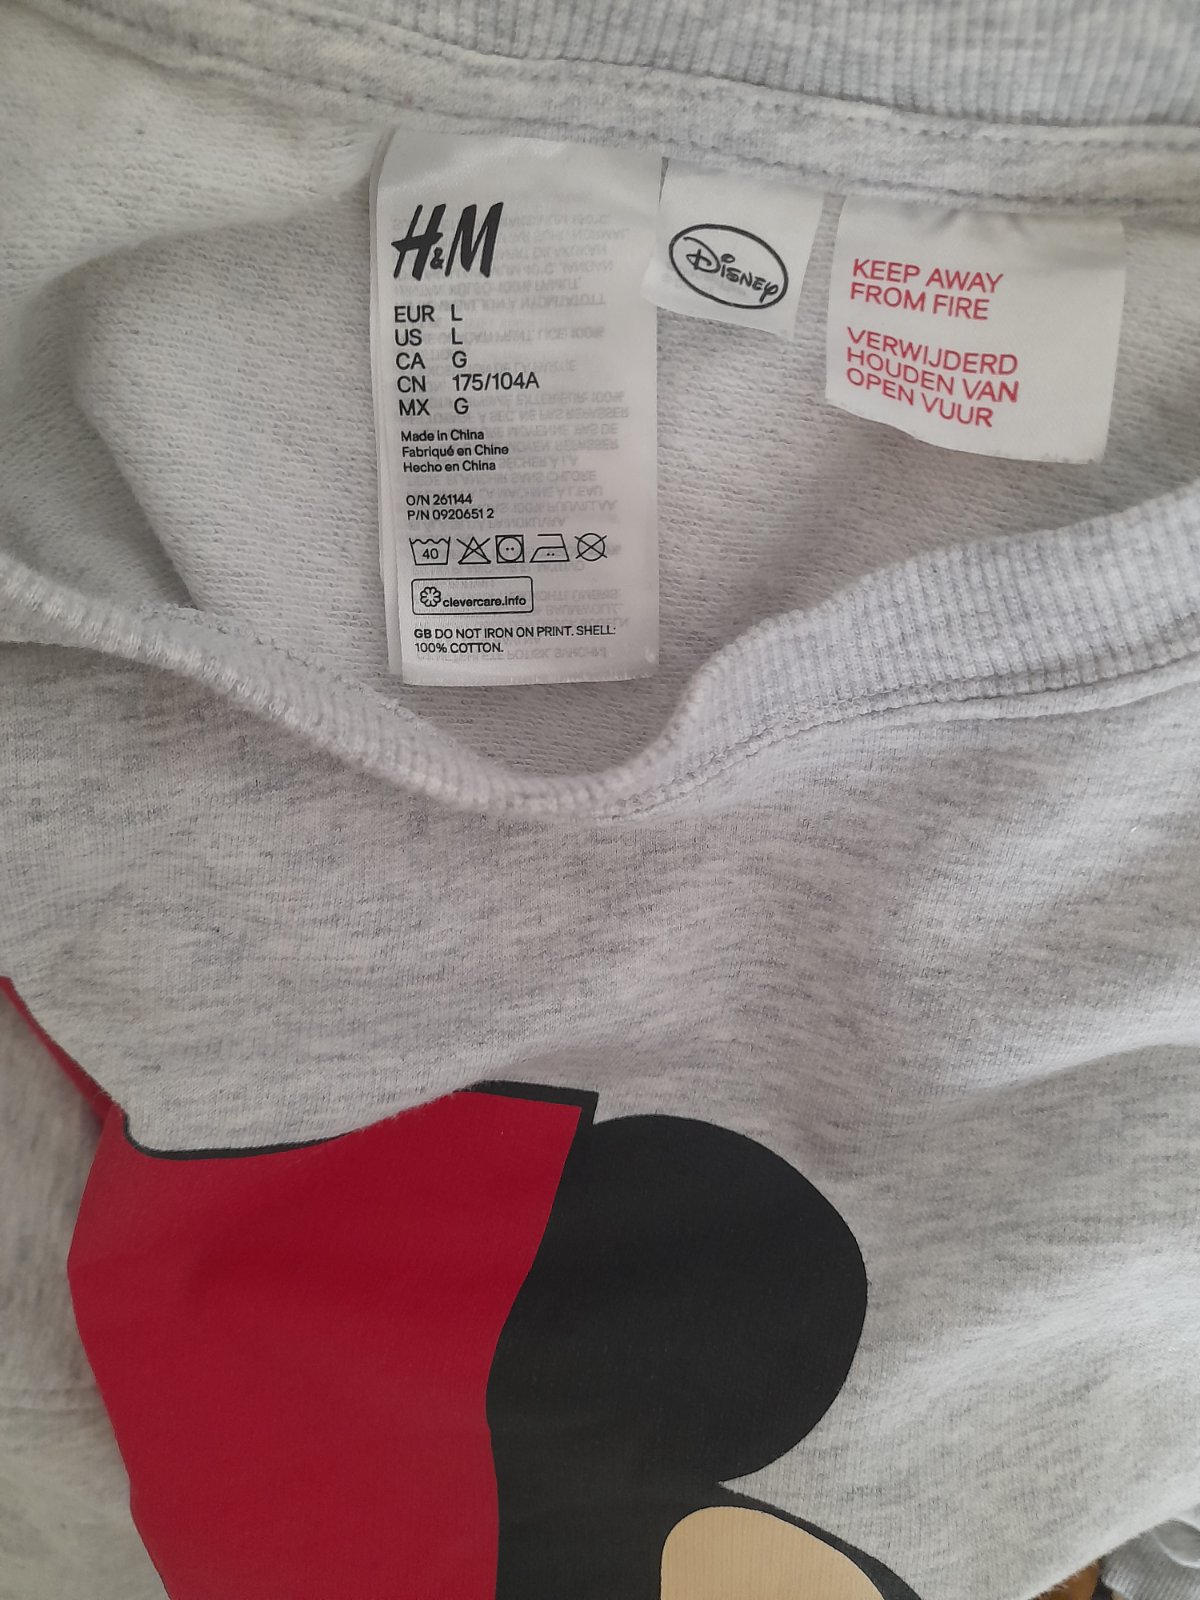 H&M
EUR L
US L
CA G
CN 175/104A
MX G
Made in China
Fabriqué en Chine
Hecho en China
O/N 261144
P/N 0920651 2
40
clevercare.info
GB DO NOT IRON ON PRINT. SHELL:
100% COTTON.
Disney
KEEP AWAY
FROM FIRE
VERWIJDERD
HOUDEN VAN
OPEN VUUR